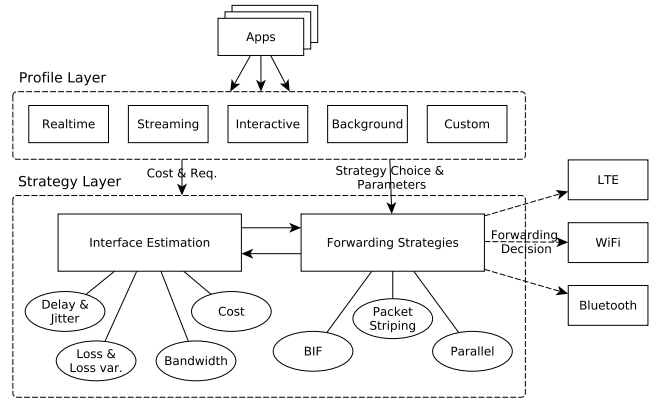 Apps
Profile Layer
Realtime
Streaming
Interactive
Background
Custom
Cost & Req.
Strategy Choice &
Parameters
Strategy Layer
Interface Estimation
Forwarding Strategies
Forwarding
Decision
LTE
WiFi
Bluetooth
Delay &
Jitter
Cost
Loss &
Loss var.
Bandwidth
BIF
Packet
Striping
Parallel